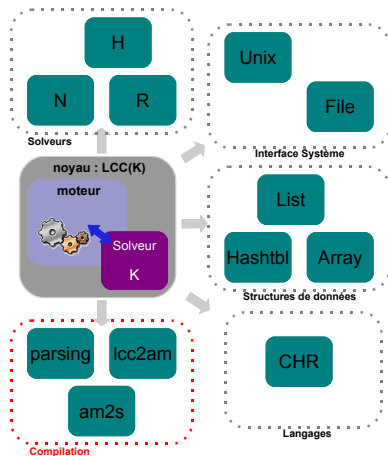 H
N
R
Solveurs
Unix
File
Interface Système
noyau : LCC(K)
moteur
Solveur
K
List
Hashtbl
Array
Structures de données
parsing
lcc2am
am2s
Compilation
CHR
Langages